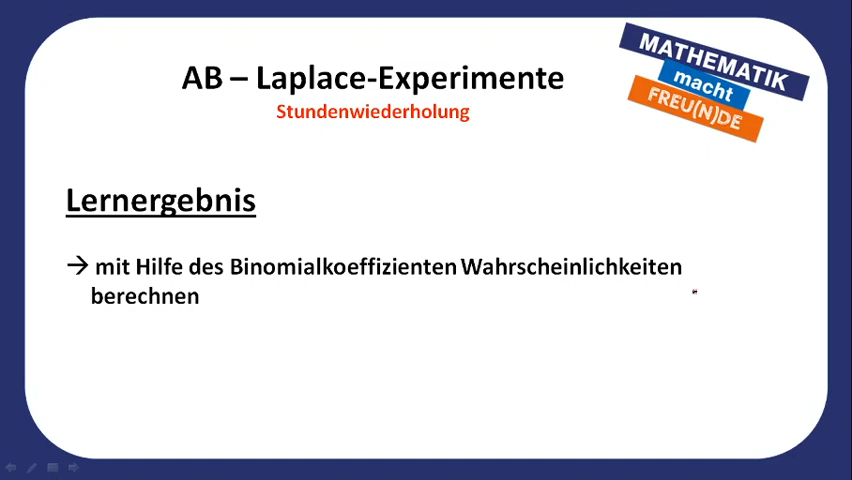 AB – Laplace-Experimente
Stundenwiederholung
MATHEMATIK
macht
FREU(N)DE
Lernergebnis
→ mit Hilfe des Binomialkoeffizienten Wahrscheinlichkeiten
berechnen